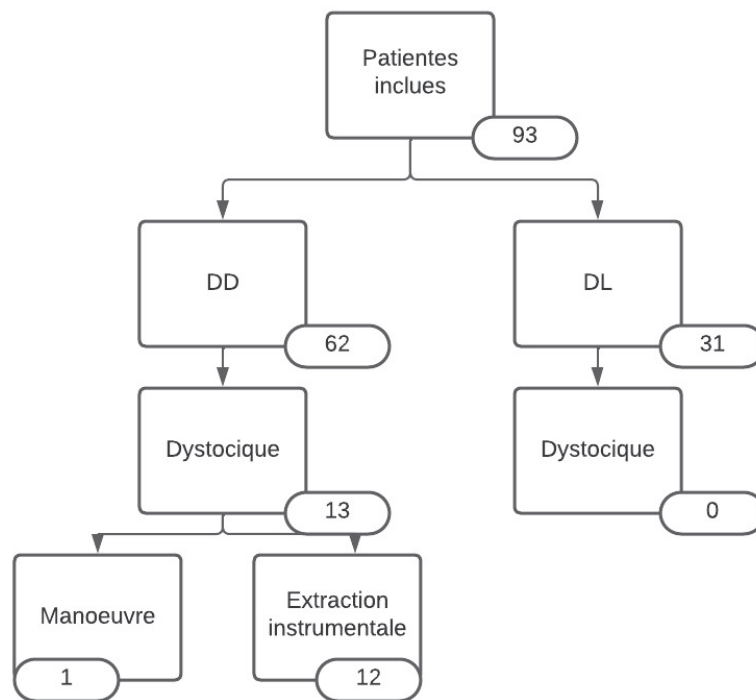 Patientes
inclues
93
DD
62
DL
31
Dystocique
13
Dystocique
0
Manoeuvre
1
Extraction
instrumentale
12